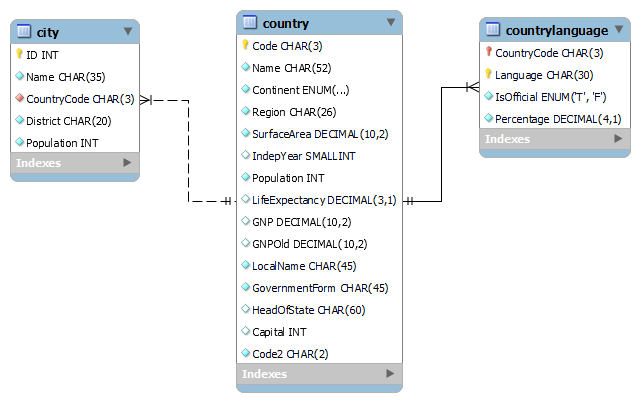 city
ID INT
Name CHAR(35)
CountryCode CHAR(3)
District CHAR(20)
Population INT
Indexes
country
Code CHAR(3)
Name CHAR(52)
Continent ENUM(...)
Region CHAR(26)
SurfaceArea DECIMAL(10,2)
IndepYear SMALLINT
Population INT
LifeExpectancy DECIMAL(3,1)
GNP DECIMAL(10,2)
GNPOld DECIMAL(10,2)
LocalName CHAR(45)
GovernmentForm CHAR(45)
HeadOfState CHAR(60)
Capital INT
Code2 CHAR(2)
Indexes
countrylanguage
CountryCode CHAR(3)
Language CHAR(30)
IsOfficial ENUM('T', 'F')
Percentage DECIMAL(4,1)
Indexes